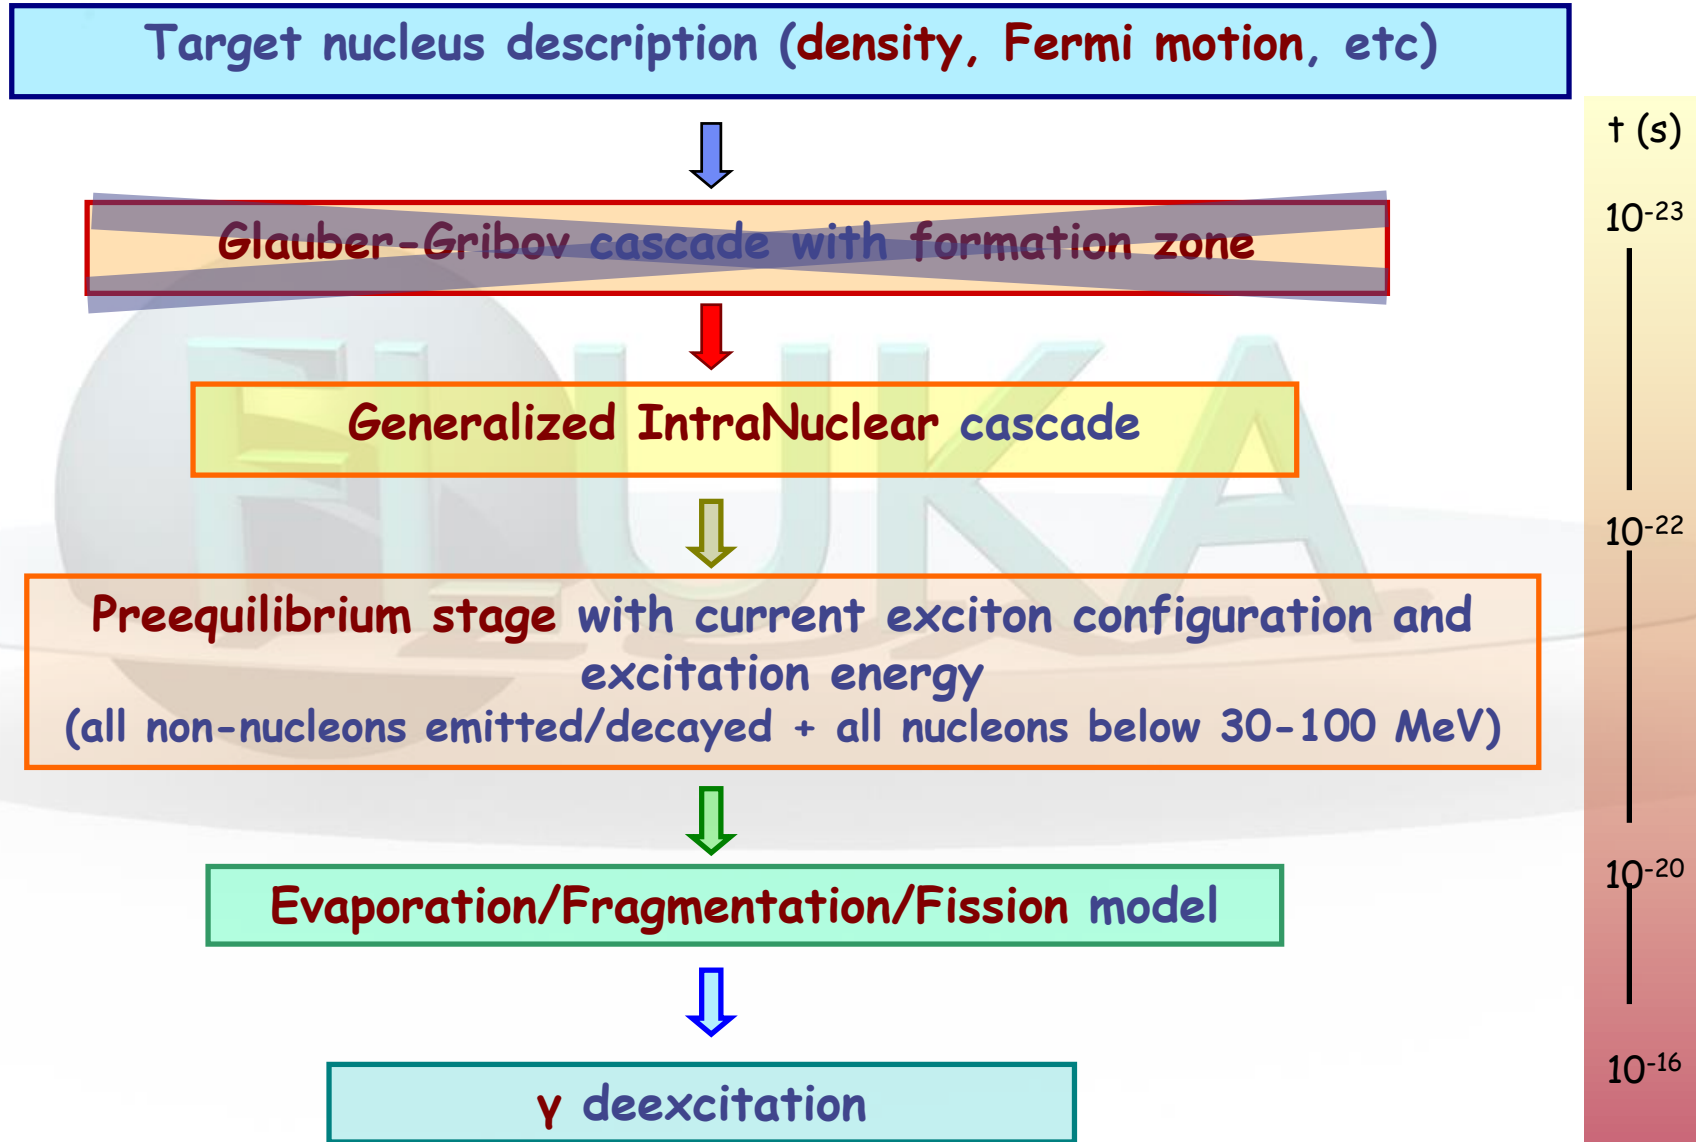 Target nucleus description (density, Fermi motion, etc)
t (s)
10⁻²³
Glauber-Gribov cascade with formation zone
Generalized IntraNuclear cascade
10⁻²²
FLUKA
Preequilibrium stage with current exciton configuration and
excitation energy
(all non-nucleons emitted/decayed + all nucleons below 30-100 MeV)
10⁻²⁰
Evaporation/Fragmentation/Fission model
10⁻¹⁶
γ deexcitation